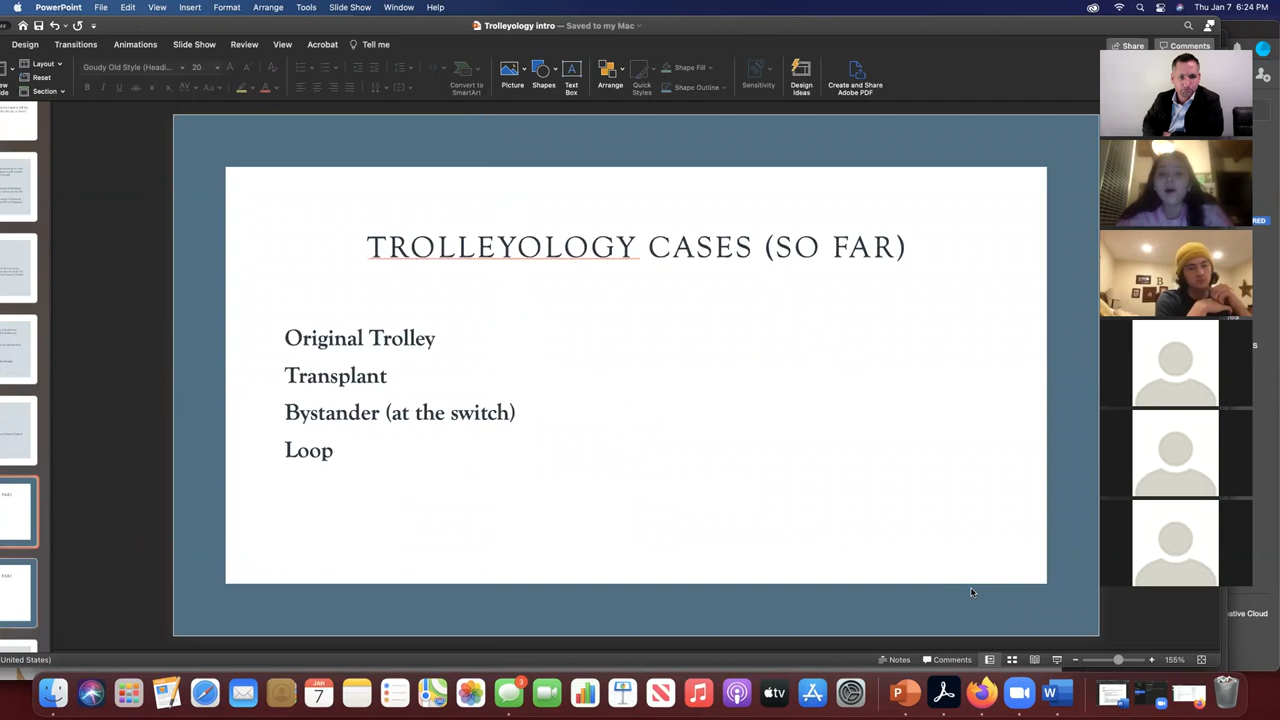 PowerPoint File Edit View Insert Format Arrange Tools Slide Show Window Help Thu Jan 7 6:24 PM
Trolleyology intro — Saved to my Mac
Design Transitions Animations Slide Show Review View Acrobat Tell me Share Comments
Layout Goudy Old Style (Headi... 20 Convert to SmartArt Picture Shapes Text Box Arrange Quick Styles Shape Fill Sensitivity Design Ideas Create and Share Adobe PDF
Reset
Section B I U Shape Outline
TROLLEYOLOGY CASES (SO FAR)
Original Trolley
Transplant
Bystander (at the switch)
Loop
United States) Notes Comments 155%
3
JAN
7
tv